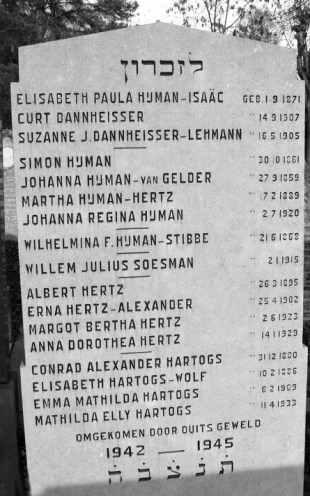 לזכרון
ELISABETH PAULA HIJMAN-ISAÄC GEB. 1·9·1871
CURT DANNHEISSER " 14·9·1907
SUZANNE J. DANNHEISSER-LEHMANN " 16·5·1905
SIMON HIJMAN " 30·10·1861
JOHANNA HIJMAN-VAN GELDER " 27·9·1859
MARTHA HIJMAN-HERTZ " 17·2·1889
JOHANNA REGINA HIJMAN " 2·7·1920
WILHELMINA F. HIJMAN-STIBBE " 21·6·1868
WILLEM JULIUS SOESMAN " 2·1·1915
ALBERT HERTZ " 26·3·1895
ERNA HERTZ-ALEXANDER " 25·4·1902
MARGOT BERTHA HERTZ " 2·6·1923
ANNA DOROTHEA HERTZ " 14·1·1929
CONRAD ALEXANDER HARTOGS " 31·12·1880
ELISABETH HARTOGS-WOLF " 10·2·1886
EMMA MATHILDA HARTOGS " 6·2·1909
MATHILDA ELLY HARTOGS " 11·4·1933
OMGEKOMEN DOOR DUITS GEWELD
1942 — 1945
ת נ צ ב ה